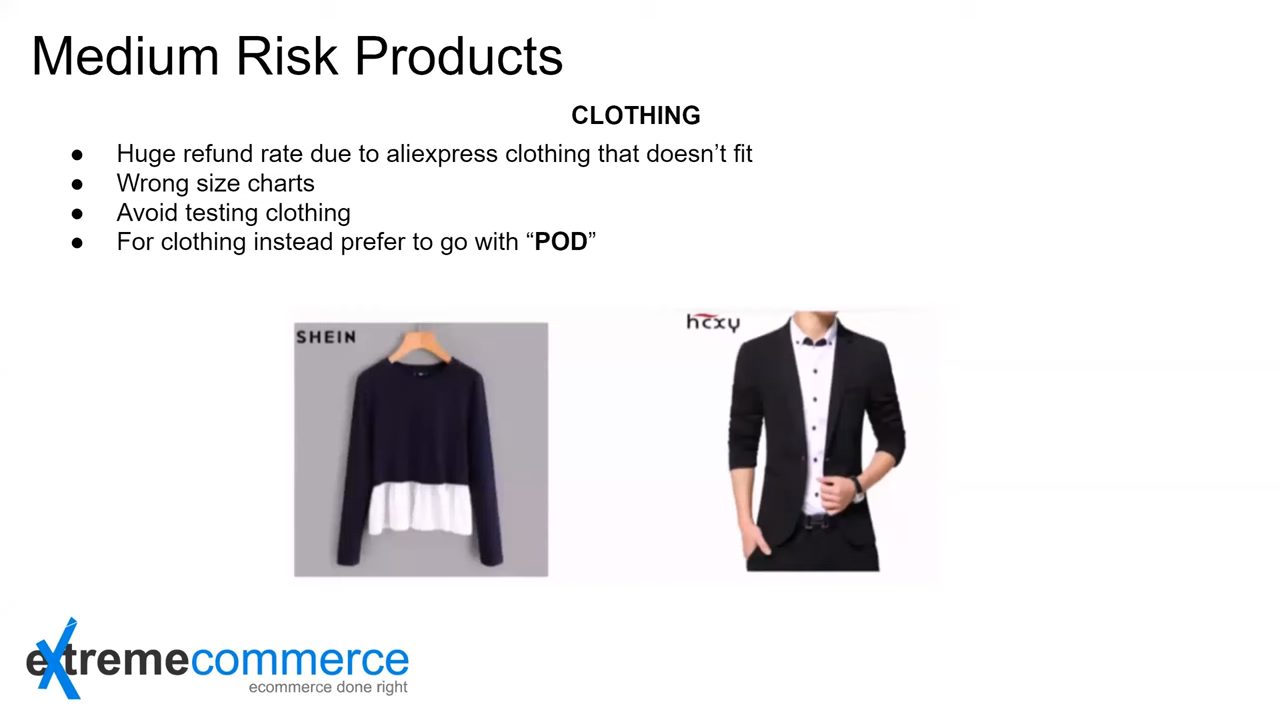 Medium Risk Products
CLOTHING
● Huge refund rate due to aliexpress clothing that doesn’t fit
● Wrong size charts
● Avoid testing clothing
● For clothing instead prefer to go with “POD”
SHEIN
hcxy
extremecommerce
ecommerce done right